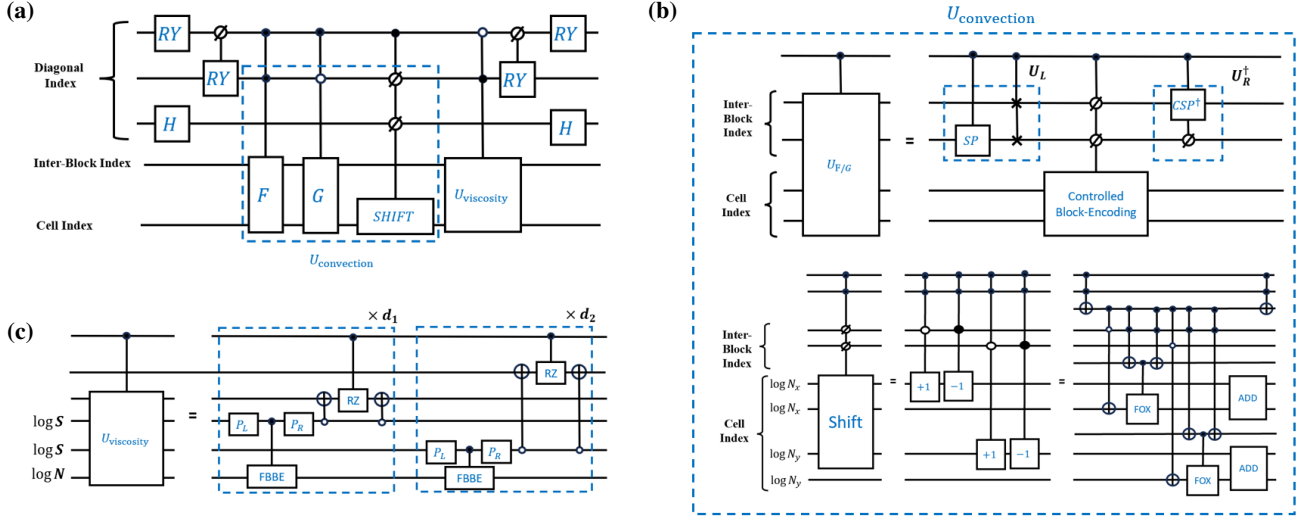 (a)
RY
RY
RY
RY
Diagonal
Index
H
H
Inter-Block Index
Cell Index
F
G
SHIFT
U_viscosity
U_convection
(b)
U_convection
U_L
U_R^†
Inter-
Block
Index
Cell
Index
U_F/G
=
SP
CSP†
Controlled
Block-Encoding
Inter-
Block
Index
Cell
Index
log N_x
log N_x
log N_y
log N_y
Shift
=
+1
−1
+1
−1
=
FOX
ADD
FOX
ADD
(c)
× d_1
× d_2
log S
log S
log N
U_viscosity
=
P_L
P_R
RZ
FBBE
P_L
P_R
RZ
FBBE